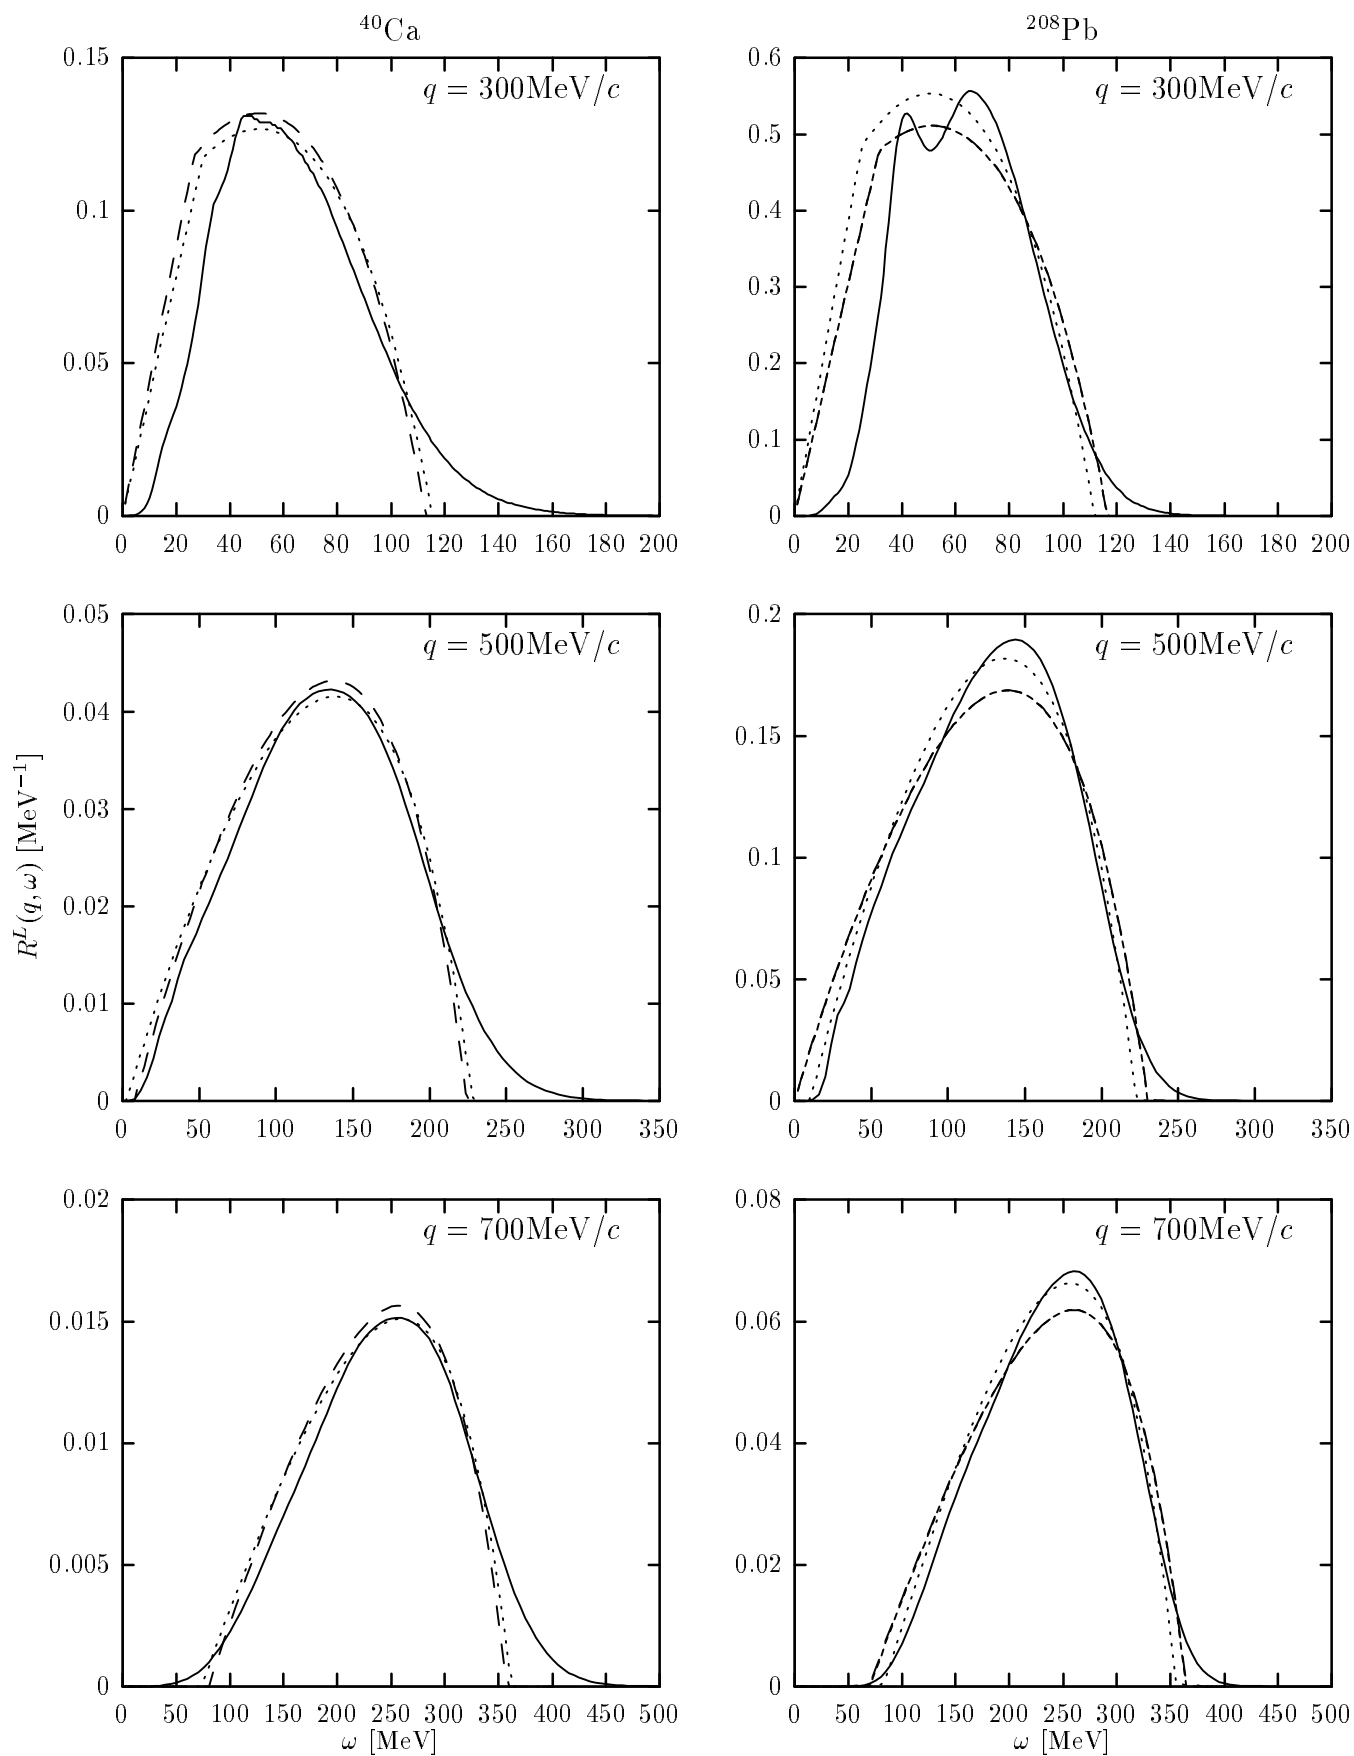 ⁴⁰Ca
²⁰⁸Pb
q = 300MeV/c
0.15
0.1
0.05
0
0 20 40 60 80 100 120 140 160 180 200
q = 300MeV/c
0.6
0.5
0.4
0.3
0.2
0.1
0
0 20 40 60 80 100 120 140 160 180 200
R^L(q, ω) [MeV⁻¹]
q = 500MeV/c
0.05
0.04
0.03
0.02
0.01
0
0 50 100 150 200 250 300 350
q = 500MeV/c
0.2
0.15
0.1
0.05
0
0 50 100 150 200 250 300 350
q = 700MeV/c
0.02
0.015
0.01
0.005
0
0 50 100 150 200 250 300 350 400 450 500
ω [MeV]
q = 700MeV/c
0.08
0.06
0.04
0.02
0
0 50 100 150 200 250 300 350 400 450 500
ω [MeV]